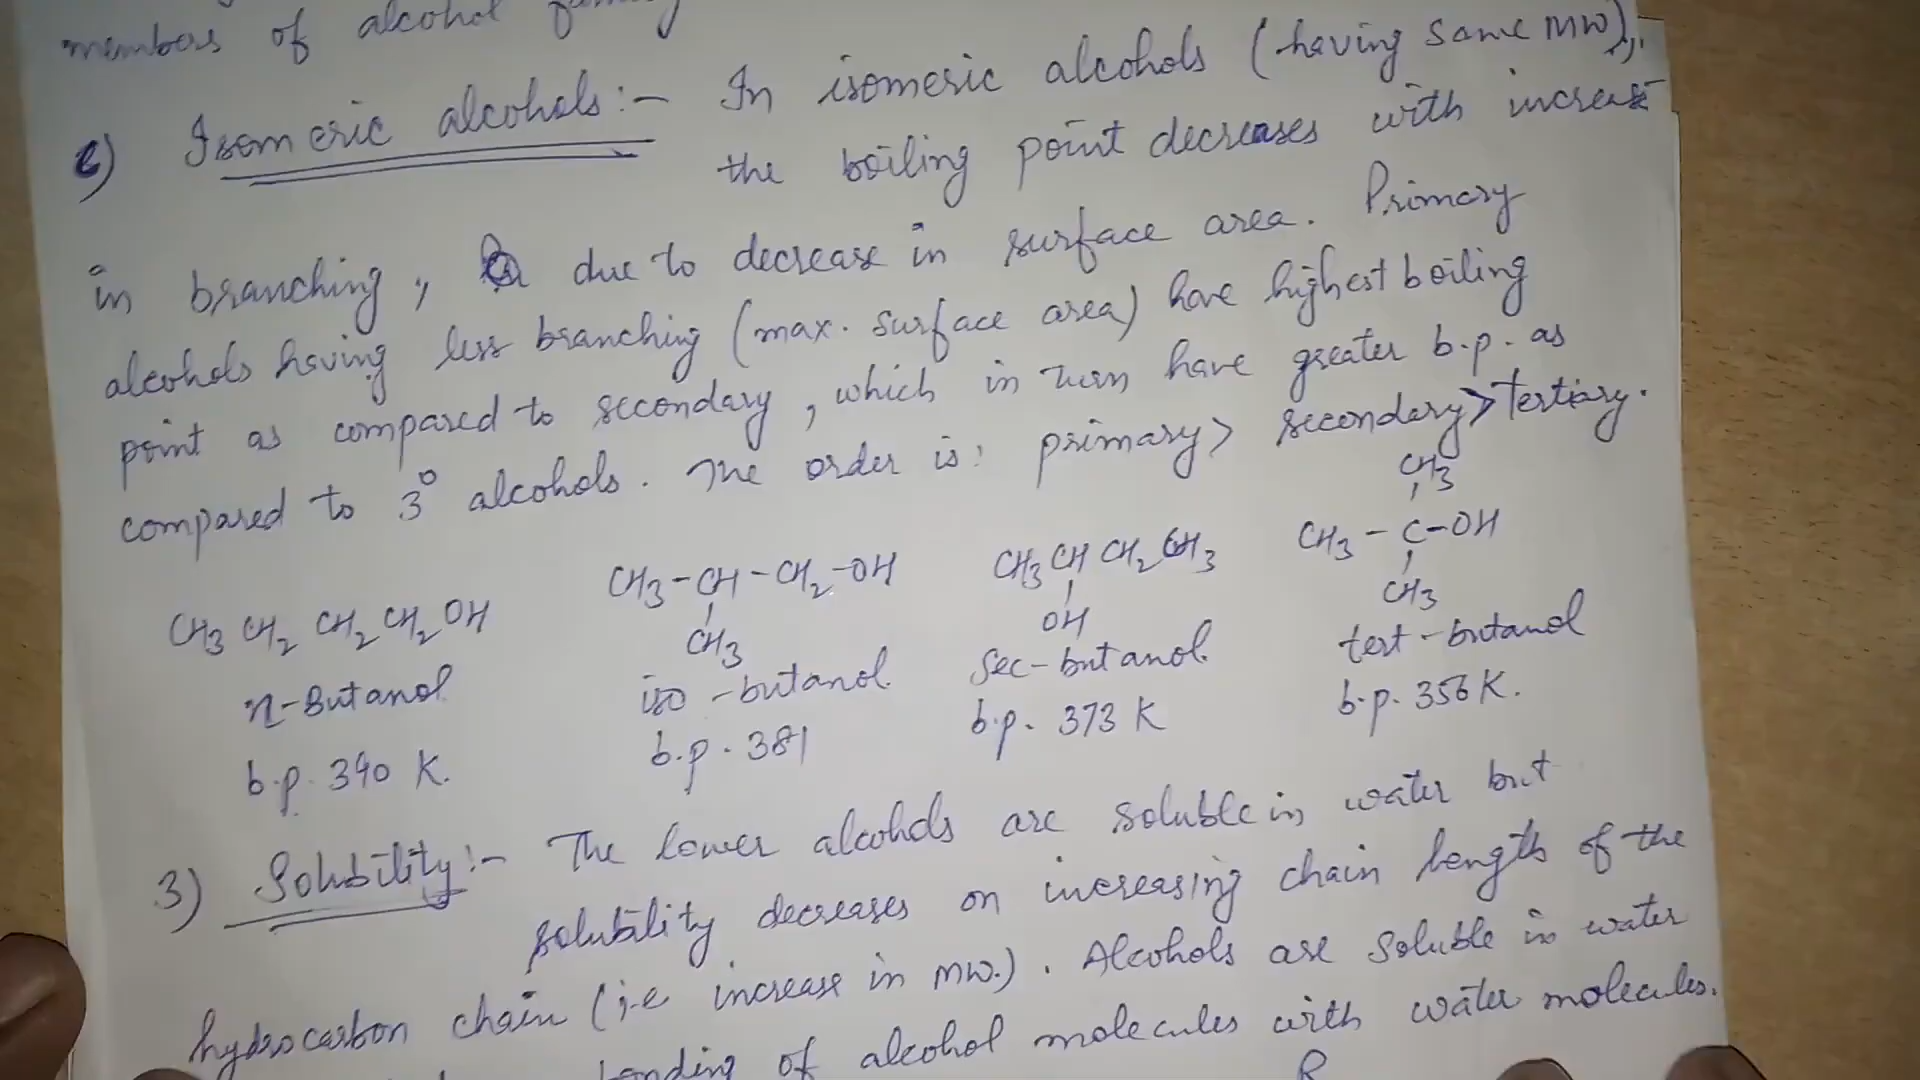 members of alcohol family
c) Isomeric alcohols :- In isomeric alcohols (having same MW),
the boiling point decreases with increase
in branching, due to decrease in surface area. Primary
alcohols having less branching (max. surface area) have highest boiling
point as compared to secondary, which in turn have greater b.p. as
compared to 3° alcohols. The order is: primary > secondary > tertiary.
CH3 CH2 CH2 CH2 OH
CH3-CH-CH2-OH
CH3
CH3 CH CH2 CH3
OH
CH3
CH3-C-OH
CH3
n-Butanol iso-butanol sec-butanol tert-butanol
b.p. 390 K. b.p. 381 b.p. 373 K b.p. 356 K.
3) Solubility :- The lower alcohols are soluble in water but
solubility decreases on increasing chain length of the
hydrocarbon chain (i.e increase in MW.). Alcohols are soluble in water
bonding of alcohol molecules with water molecules.
R